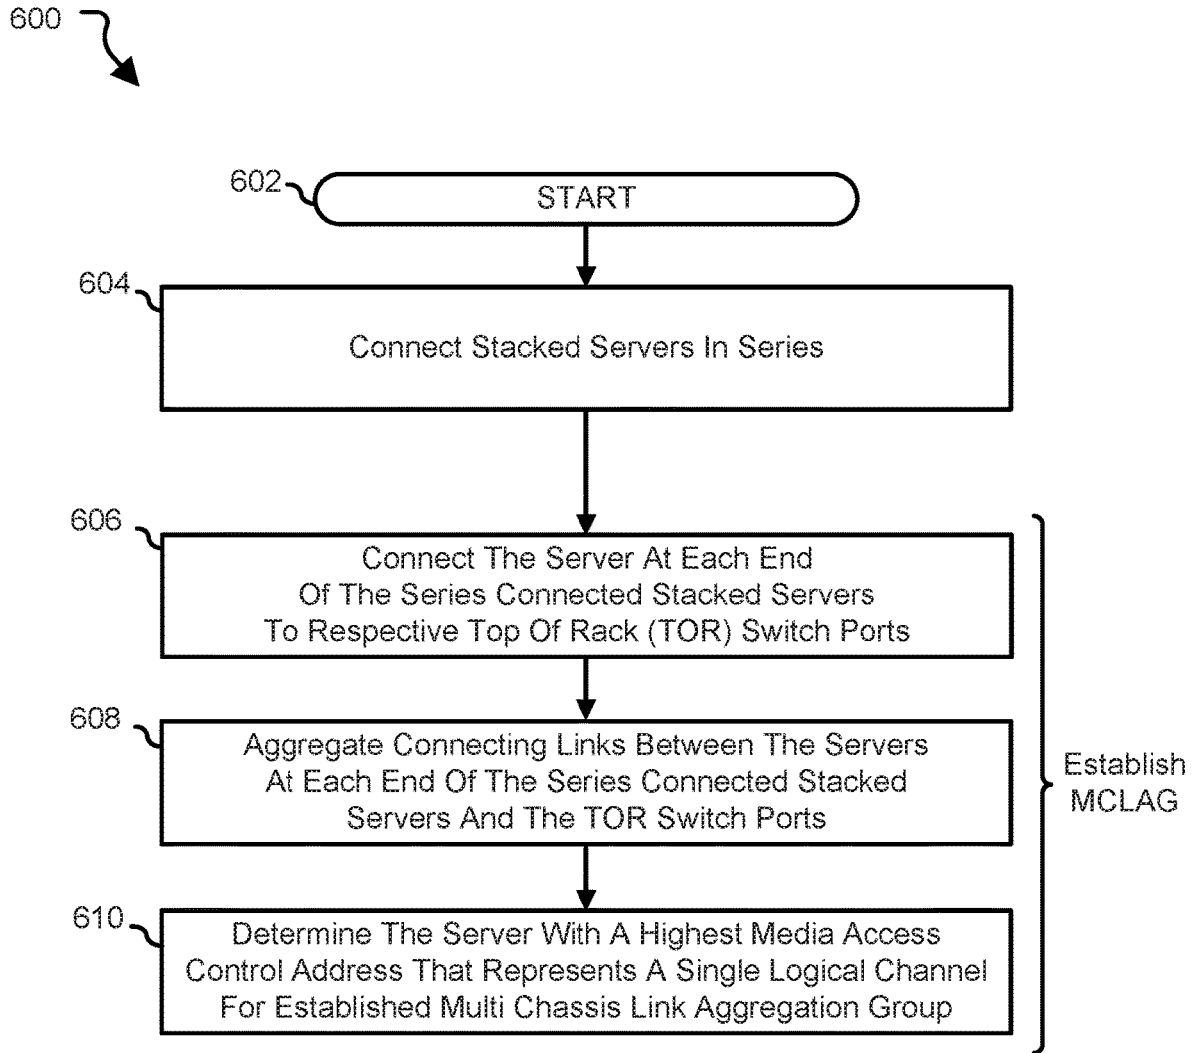 600
602
START
604
Connect Stacked Servers In Series
606
Connect The Server At Each End
Of The Series Connected Stacked Servers
To Respective Top Of Rack (TOR) Switch Ports
608
Aggregate Connecting Links Between The Servers
At Each End Of The Series Connected Stacked
Servers And The TOR Switch Ports
Establish
MCLAG
610
Determine The Server With A Highest Media Access
Control Address That Represents A Single Logical Channel
For Established Multi Chassis Link Aggregation Group